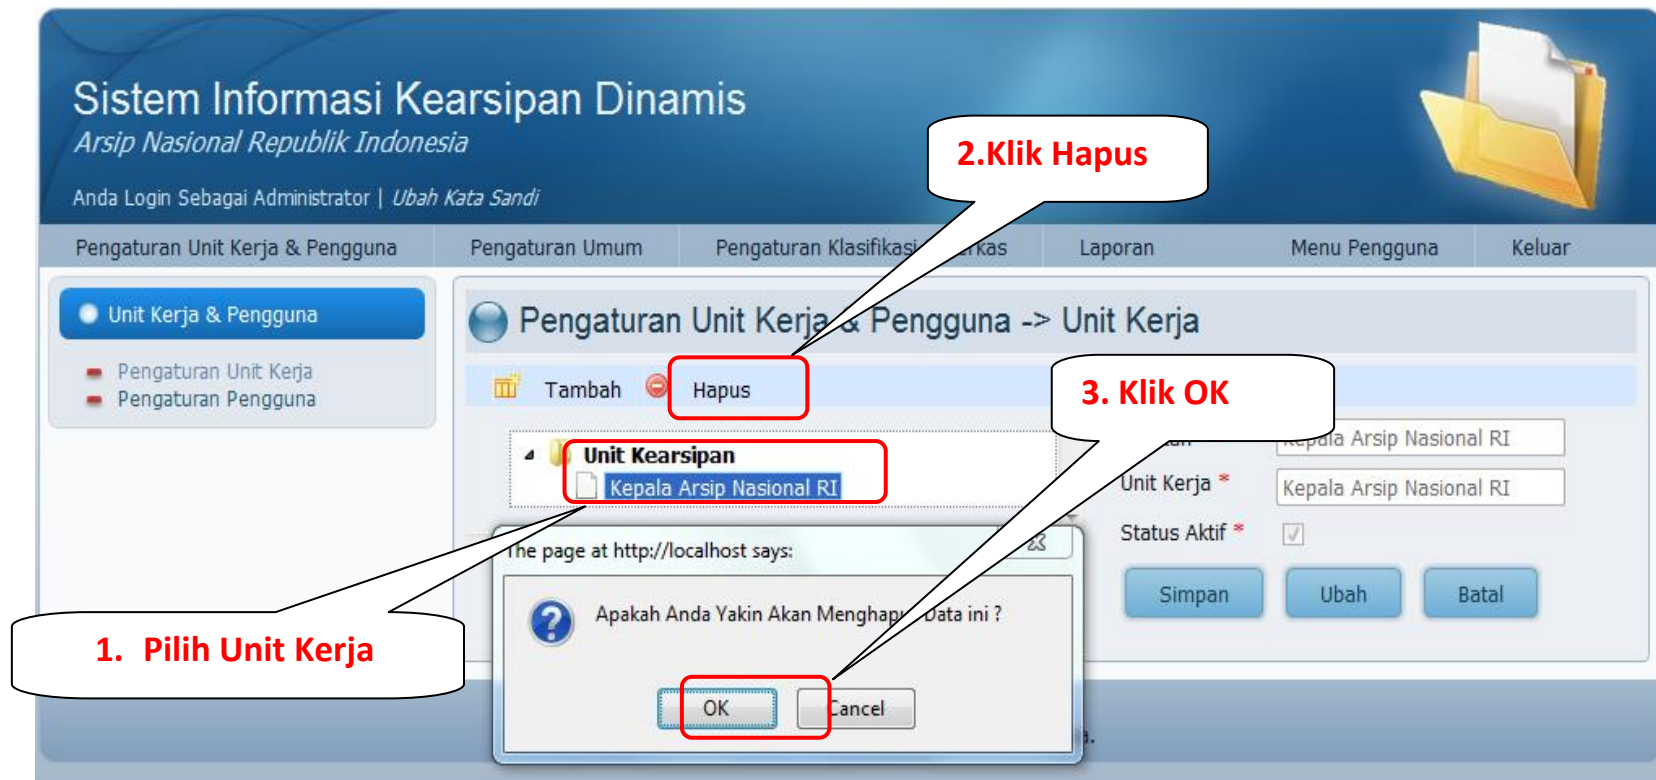 Sistem Informasi Kearsipan Dinamis
Arsip Nasional Republik Indonesia
Anda Login Sebagai Administrator | Ubah Kata Sandi
2.Klik Hapus
Pengaturan Unit Kerja & Pengguna Pengaturan Umum Pengaturan Klasifikasi Laporan Menu Pengguna Keluar
Unit Kerja & Pengguna
Pengaturan Unit Kerja
Pengaturan Pengguna
Pengaturan Unit Kerja & Pengguna -> Unit Kerja
Tambah Hapus
3. Klik OK
Unit Kearsipan
Kepala Arsip Nasional RI
Kepala Arsip Nasional RI
Unit Kerja * Kepala Arsip Nasional RI
Status Aktif *
Simpan Ubah Batal
The page at http://localhost says:
Apakah Anda Yakin Akan Menghapus Data ini ?
OK Cancel
1. Pilih Unit Kerja